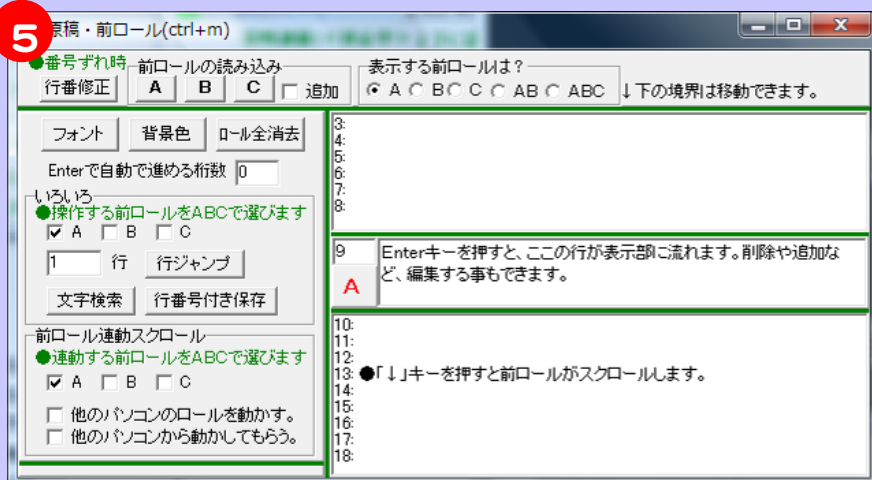 5
原稿・前ロール(ctrl+m)
●番号ずれ時
行番修正
前ロールの読み込み
A B C 追加
表示する前ロールは？
A B C AB ABC
↓下の境界は移動できます。
フォント 背景色 ロール全消去
Enterで自動で進める桁数 0
いろいろ
●操作する前ロールをABCで選びます
A B C
1 行 行ジャンプ
文字検索 行番号付き保存
前ロール連動スクロール
●連動する前ロールをABCで選びます
A B C
他のパソコンのロールを動かす。
他のパソコンから動かしてもらう。
3:
4:
5:
6:
7:
8:
9 Enterキーを押すと、ここの行が表示部に流れます。削除や追加な
ど、編集する事もできます。
A
10:
11:
12:
13: ●「↓」キーを押すと前ロールがスクロールします。
14:
15:
16:
17:
18: